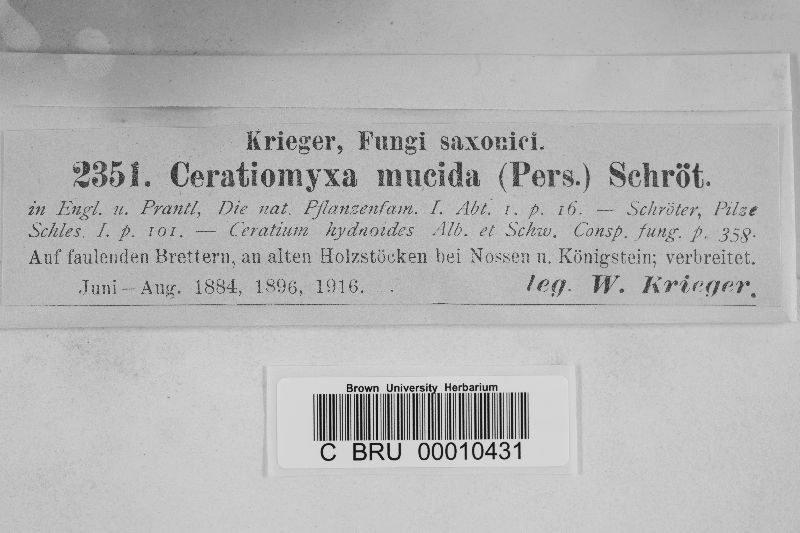 Krieger, Fungi saxonici.
2351. Ceratiomyxa mucida (Pers.) Schröt.
in Engl. u. Prantl, Die nat. Pflanzenfam. I. Abt. 1. p. 16. — Schröter, Pilze
Schles. I. p. 101. — Ceratium hydnoides Alb. et Schw. Consp. fung. p. 358.
Auf faulenden Brettern, an alten Holzstöcken bei Nossen u. Königstein; verbreitet.
Juni — Aug. 1884, 1896, 1916. leg. W. Krieger.
Brown University Herbarium
C BRU 00010431